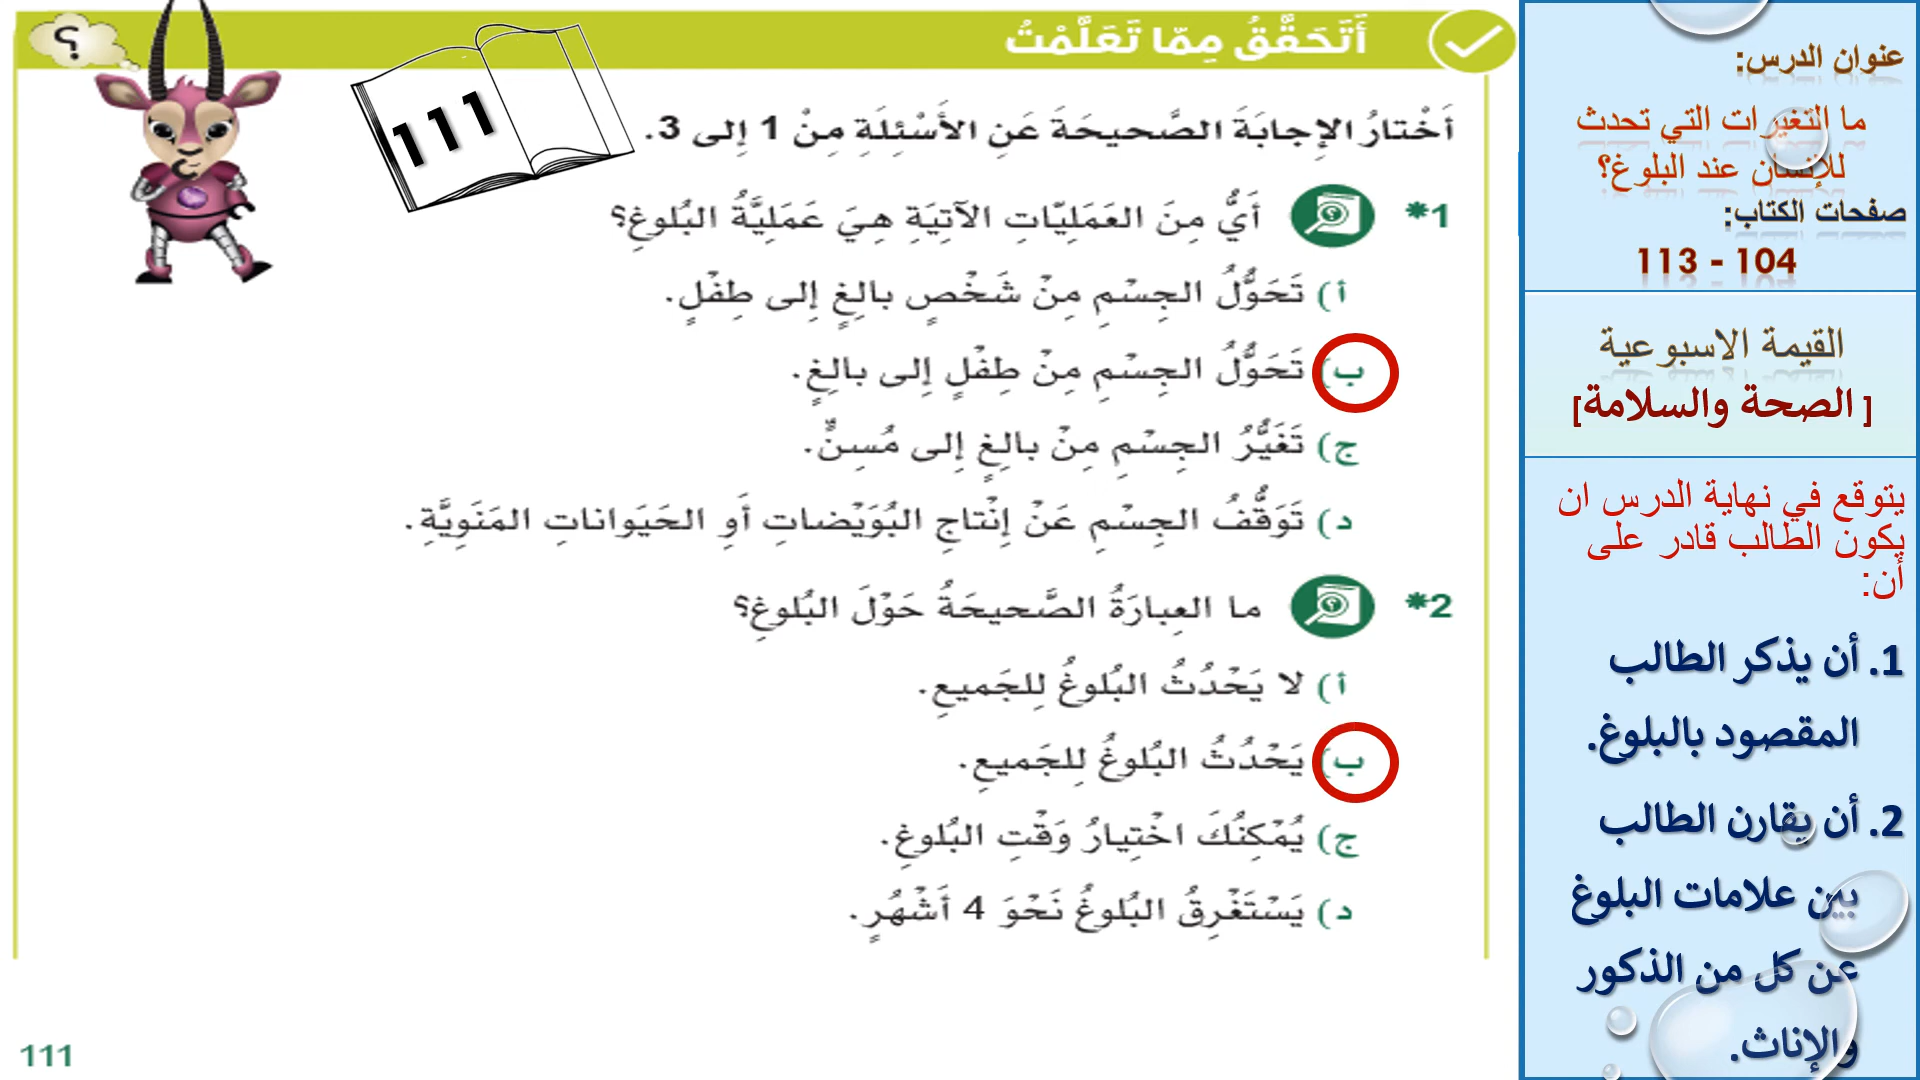 أَتَحَقَّقُ مِمّا تَعَلَّمْتُ
؟
111
أَخْتارُ الإِجابَةَ الصَّحيحَةَ عَنِ الأَسْئِلَةِ مِنْ 1 إِلى 3.
*1 أَيُّ مِنَ العَمَلِيّاتِ الآتِيَةِ هِيَ عَمَلِيَّةُ البُلوغِ؟
أ) تَحَوُّلُ الجِسْمِ مِنْ شَخْصٍ بالِغٍ إِلى طِفْلٍ.
ب) تَحَوُّلُ الجِسْمِ مِنْ طِفْلٍ إِلى بالِغٍ.
ج) تَغَيُّرُ الجِسْمِ مِنْ بالِغٍ إِلى مُسِنٍّ.
د) تَوَقُّفُ الجِسْمِ عَنْ إِنْتاجِ البُوَيْضاتِ أَوِ الحَيَواناتِ المَنَوِيَّةِ.
*2 ما العِبارَةُ الصَّحيحَةُ حَوْلَ البُلوغِ؟
أ) لا يَحْدُثُ البُلوغُ لِلجَميعِ.
ب) يَحْدُثُ البُلوغُ لِلجَميعِ.
ج) يُمْكِنُكَ اخْتِيارُ وَقْتِ البُلوغِ.
د) يَسْتَغْرِقُ البُلوغُ نَحْوَ 4 أَشْهُرٍ.
111
عنوان الدرس:
ما التغيرات التي تحدث
للإنسان عند البلوغ؟
صفحات الكتاب:
104 - 113
القيمة الاسبوعية
[الصحة والسلامة]
يتوقع في نهاية الدرس ان
يكون الطالب قادر على
أن:
1. أن يذكر الطالب
المقصود بالبلوغ.
2. أن يقارن الطالب
بين علامات البلوغ
عن كل من الذكور
والإناث.